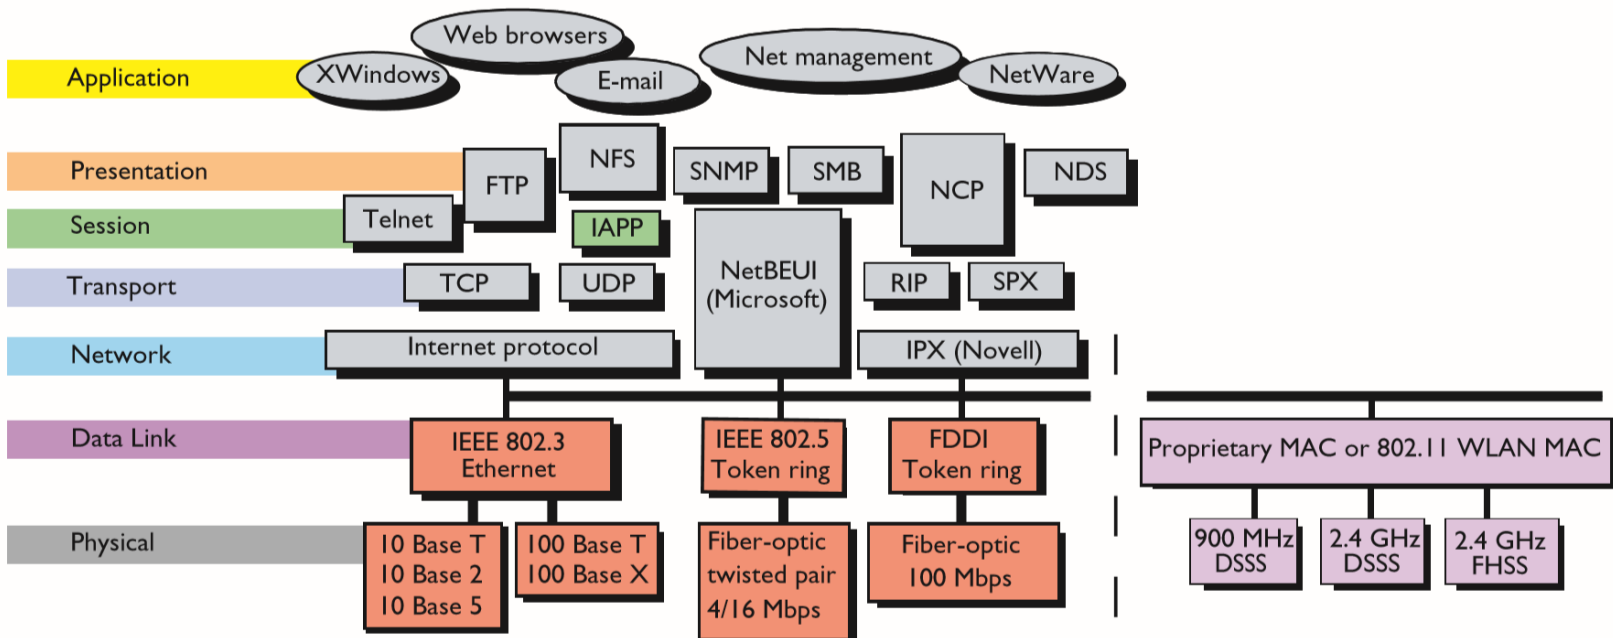 Web browsers
Net management
Application
XWindows
E-mail
NetWare
Presentation
FTP
NFS
SNMP
SMB
NCP
NDS
Session
Telnet
IAPP
NetBEUI
(Microsoft)
Transport
TCP
UDP
RIP
SPX
Network
Internet protocol
IPX (Novell)
Data Link
IEEE 802.3
Ethernet
IEEE 802.5
Token ring
FDDI
Token ring
Proprietary MAC or 802.11 WLAN MAC
Physical
10 Base T
10 Base 2
10 Base 5
100 Base T
100 Base X
Fiber-optic
twisted pair
4/16 Mbps
Fiber-optic
100 Mbps
900 MHz
DSSS
2.4 GHz
DSSS
2.4 GHz
FHSS